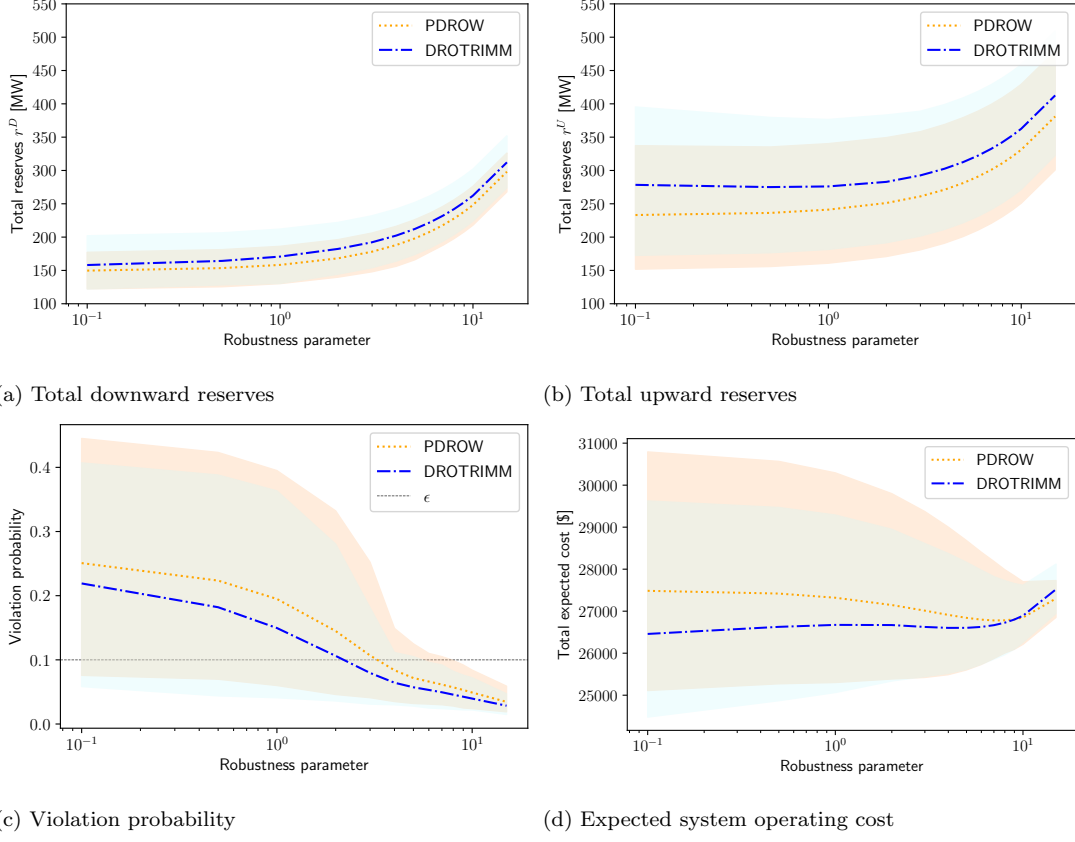 550
500
450
400
350
300
250
200
150
100
Total reserves r^D [MW]
PDROW
DROTRIMM
10^−1
10^0
10^1
Robustness parameter
550
500
450
400
350
300
250
200
150
100
Total reserves r^U [MW]
PDROW
DROTRIMM
10^−1
10^0
10^1
Robustness parameter
(a) Total downward reserves
(b) Total upward reserves
0.4
0.3
0.2
0.1
0.0
Violation probability
PDROW
DROTRIMM
ϵ
10^−1
10^0
10^1
Robustness parameter
31000
30000
29000
28000
27000
26000
25000
Total expected cost [$]
PDROW
DROTRIMM
10^−1
10^0
10^1
Robustness parameter
(c) Violation probability
(d) Expected system operating cost